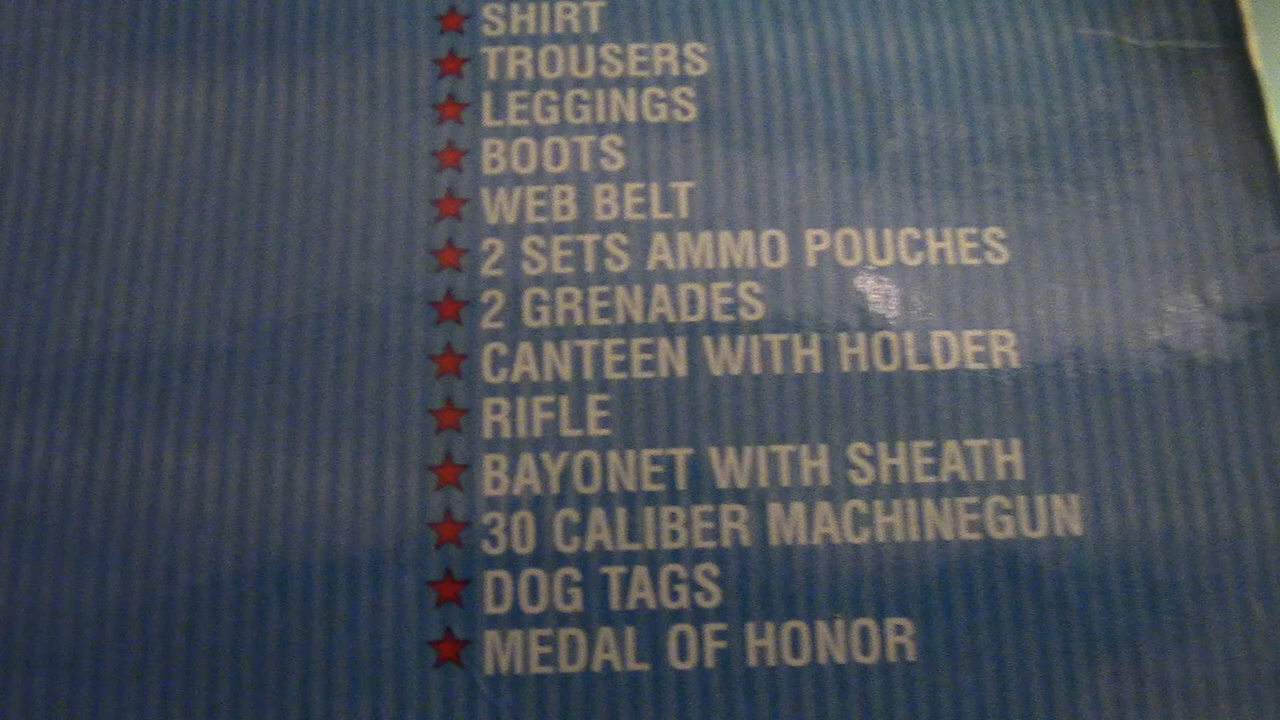 SHIRT
TROUSERS
LEGGINGS
BOOTS
WEB BELT
2 SETS AMMO POUCHES
2 GRENADES
CANTEEN WITH HOLDER
RIFLE
BAYONET WITH SHEATH
30 CALIBER MACHINEGUN
DOG TAGS
MEDAL OF HONOR